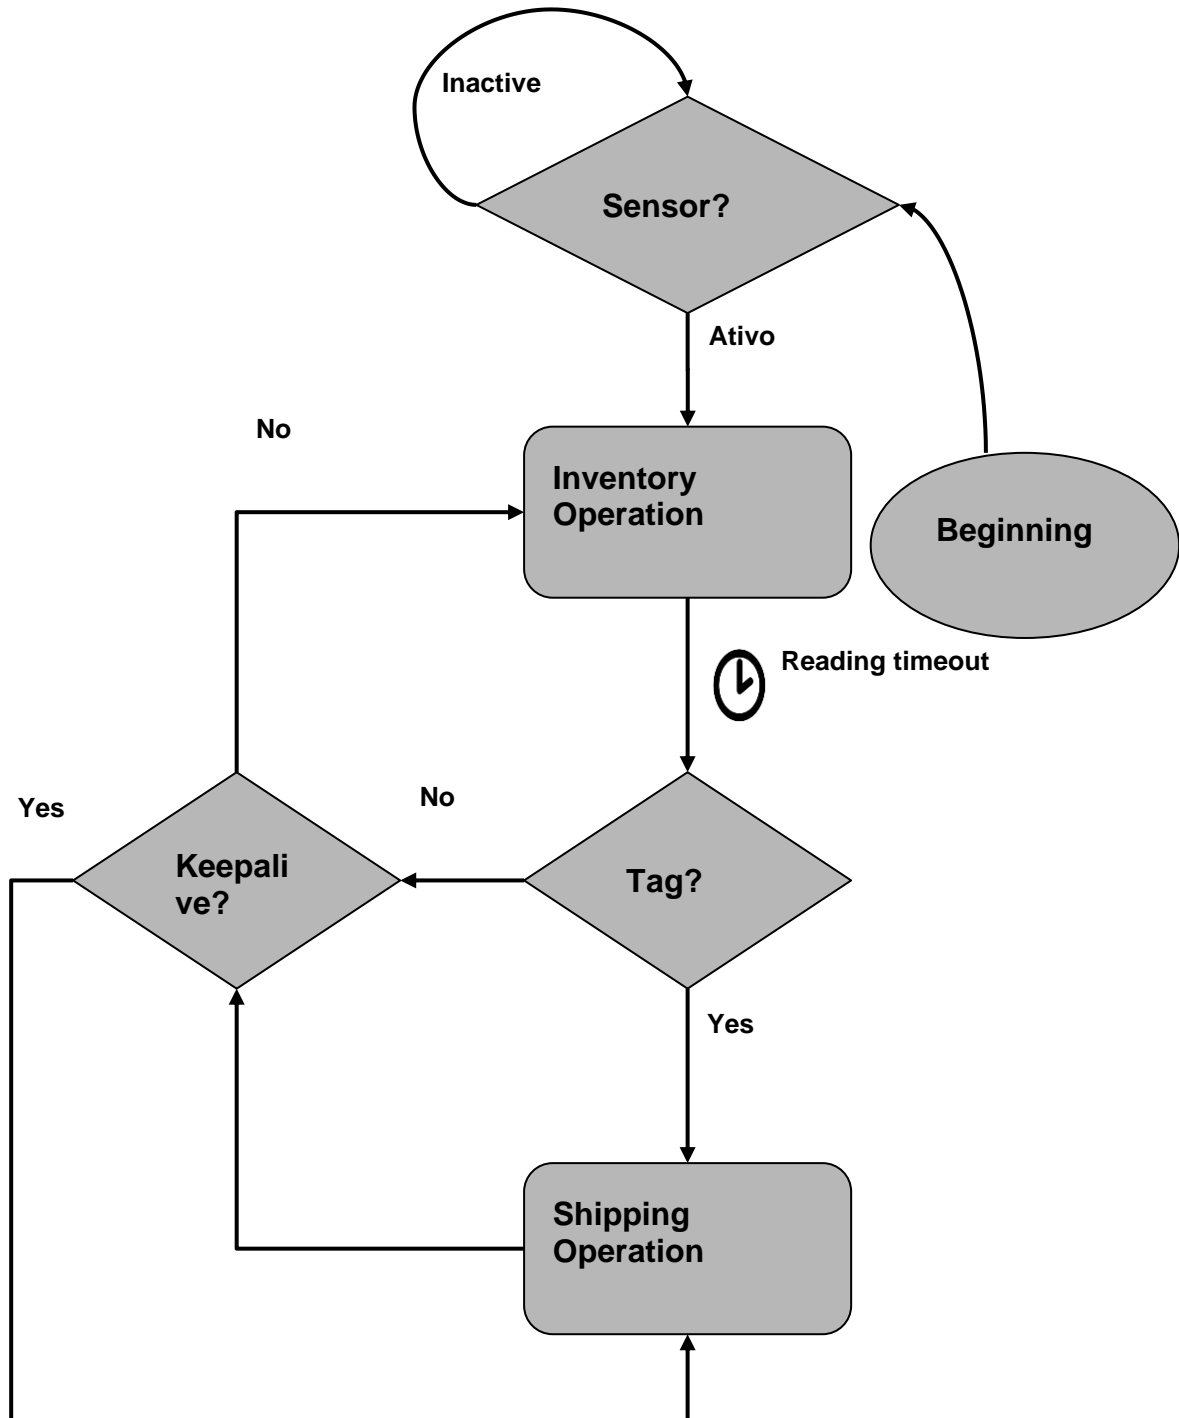 Inactive
Sensor?
Ativo
No
Inventory
Operation
Beginning
Reading timeout
Yes
No
Keepali
ve?
Tag?
Yes
Shipping
Operation